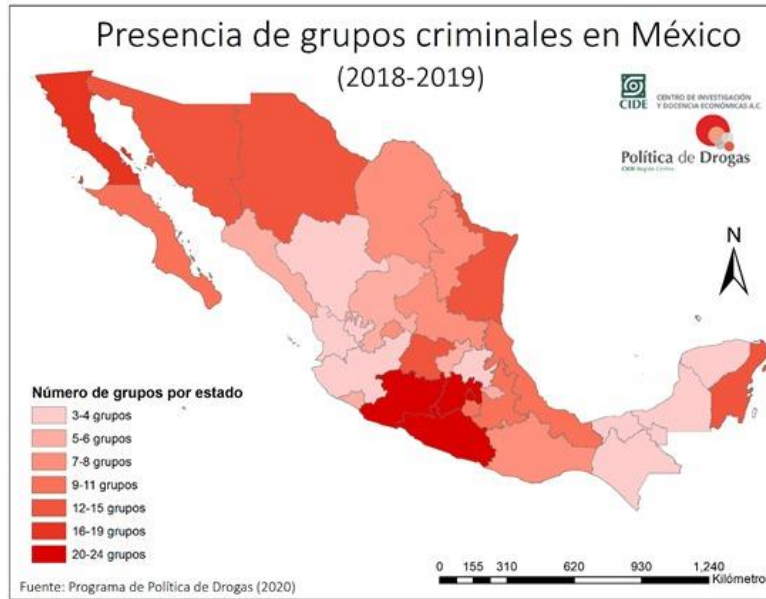 Presencia de grupos criminales en México
(2018-2019)
CIDE
CENTRO DE INVESTIGACIÓN
Y DOCENCIA ECONÓMICAS A.C.
Política de Drogas
CIDE Región Centro
N
Número de grupos por estado
3-4 grupos
5-6 grupos
7-8 grupos
9-11 grupos
12-15 grupos
16-19 grupos
20-24 grupos
0 155 310 620 930 1,240
Kilómetro
Fuente: Programa de Política de Drogas (2020)